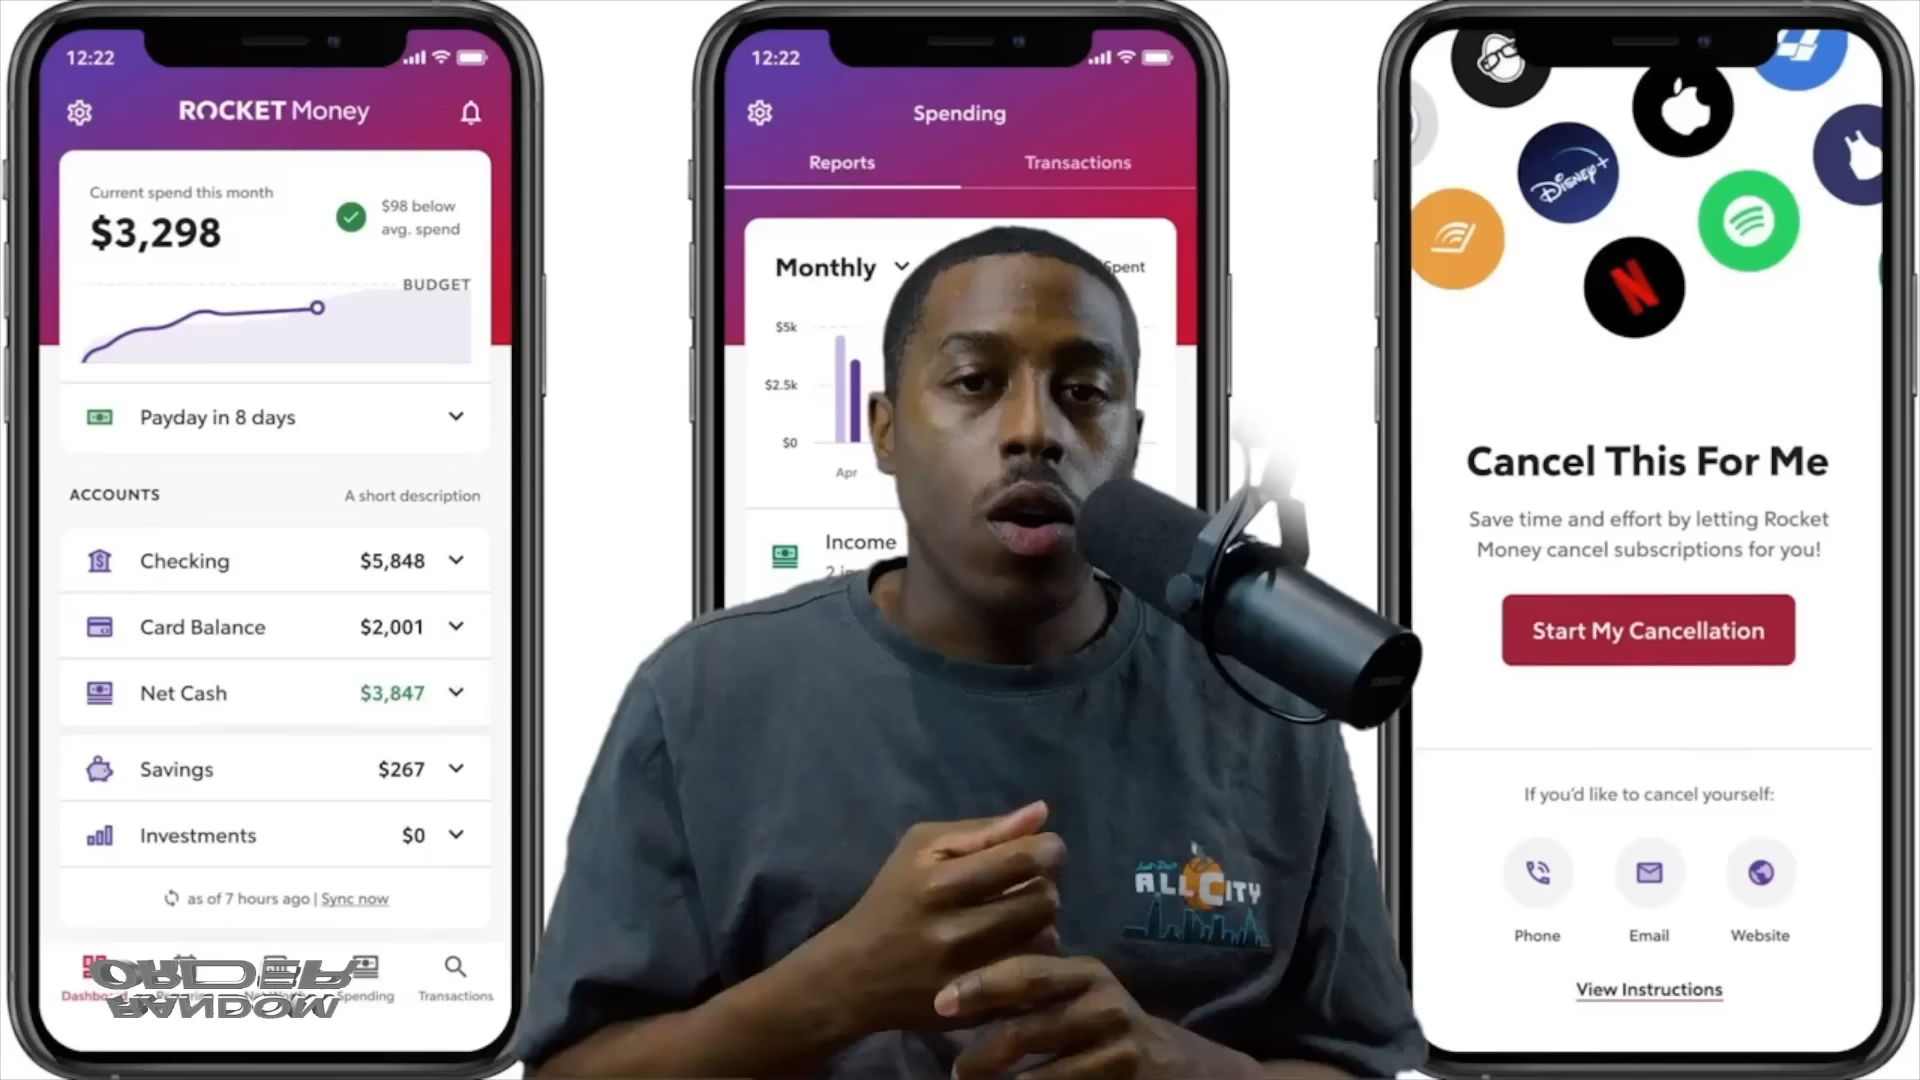 12:22
ROCKET Money
Current spend this month
$3,298
$98 below
avg. spend
BUDGET
Payday in 8 days
ACCOUNTS
A short description
Checking
$5,848
Card Balance
$2,001
Net Cash
$3,847
Savings
$267
Investments
$0
as of 7 hours ago | Sync now
Spending
Transactions
ORDER
RANDOM
12:22
Spending
Reports
Transactions
Monthly
Spent
$5k
$2.5k
$0
Apr
Income
ALL CITY
Disney+
N
Cancel This For Me
Save time and effort by letting Rocket
Money cancel subscriptions for you!
Start My Cancellation
If you'd like to cancel yourself:
Phone
Email
Website
View Instructions